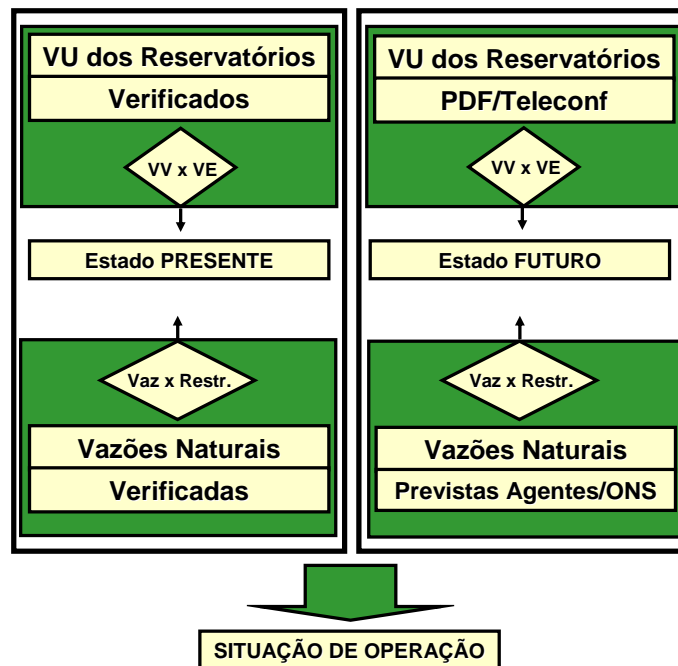 VU dos Reservatórios
Verificados
VV x VE
Estado PRESENTE
Vaz x Restr.
Vazões Naturais
Verificadas
VU dos Reservatórios
PDF/Teleconf
VV x VE
Estado FUTURO
Vaz x Restr.
Vazões Naturais
Previstas Agentes/ONS
SITUAÇÃO DE OPERAÇÃO